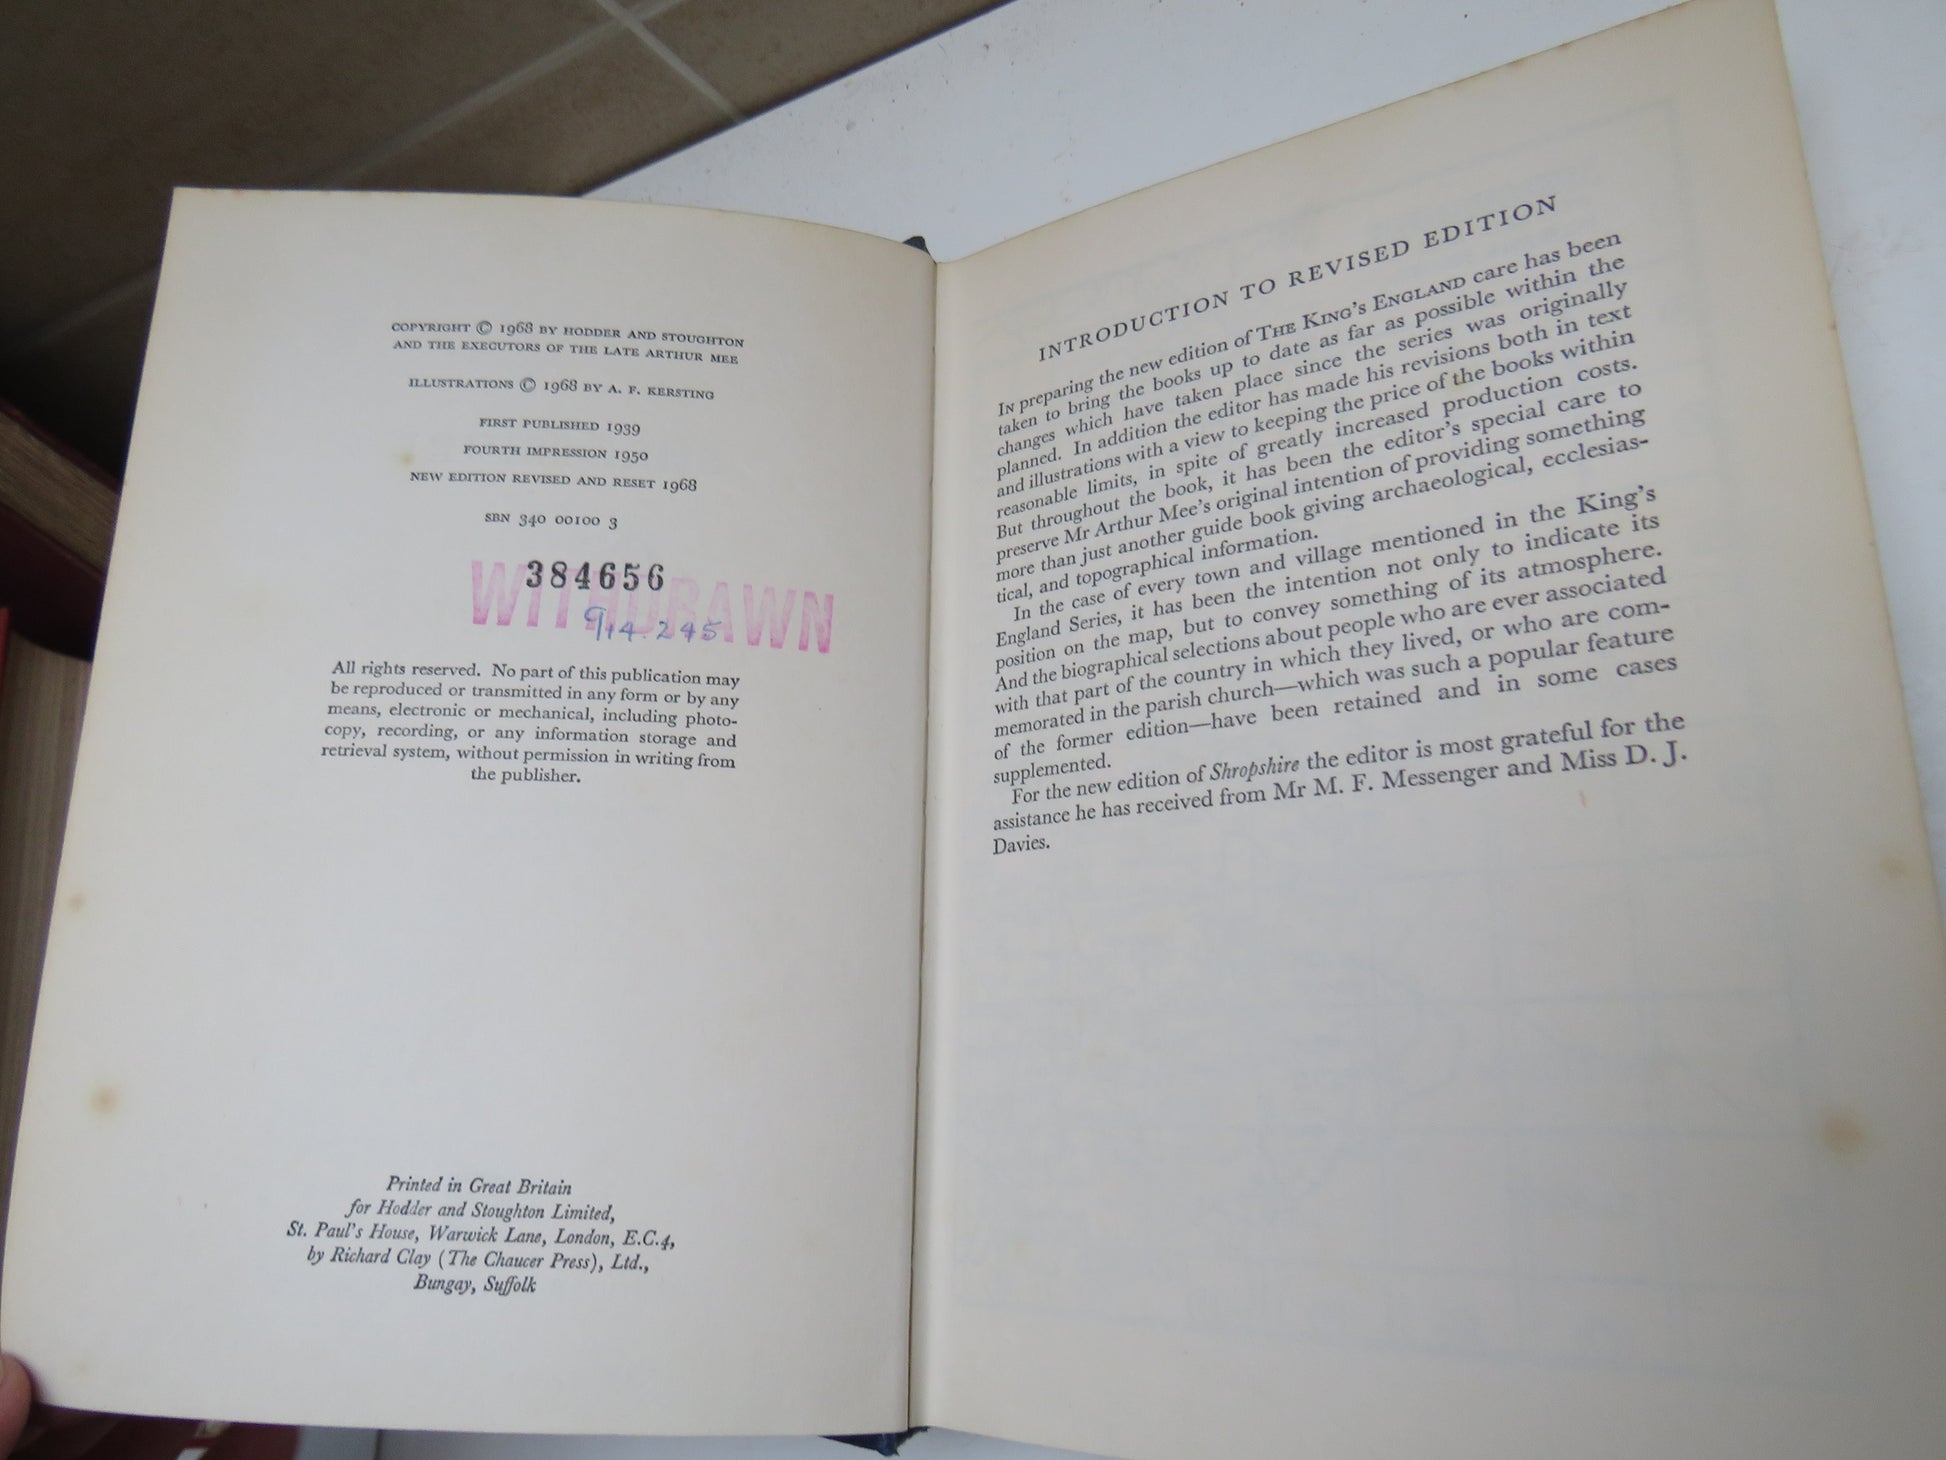 COPYRIGHT © 1968 BY HODDER AND STOUGHTON
AND THE EXECUTORS OF THE LATE ARTHUR MEE
ILLUSTRATIONS © 1968 BY A. F. KERSTING
FIRST PUBLISHED 1939
FOURTH IMPRESSION 1950
NEW EDITION REVISED AND RESET 1968
SBN 340 00100 3
384656
WITHDRAWN
914.245
All rights reserved. No part of this publication may
be reproduced or transmitted in any form or by any
means, electronic or mechanical, including photo-
copy, recording, or any information storage and
retrieval system, without permission in writing from
the publisher.
Printed in Great Britain
for Hodder and Stoughton Limited,
St. Paul's House, Warwick Lane, London, E.C.4,
by Richard Clay (The Chaucer Press), Ltd.,
Bungay, Suffolk
INTRODUCTION TO REVISED EDITION
IN preparing the new edition of THE KING'S ENGLAND care has been
taken to bring the books up to date as far as possible within the
changes which have taken place since the series was originally
planned. In addition the editor has made his revisions both in text
and illustrations with a view to keeping the price of the books within
reasonable limits, in spite of greatly increased production costs.
But throughout the book, it has been the editor's special care to
preserve Mr Arthur Mee's original intention of providing something
more than just another guide book giving archaeological, ecclesias-
tical, and topographical information.
In the case of every town and village mentioned in the King's
England Series, it has been the intention not only to indicate its
position on the map, but to convey something of its atmosphere.
And the biographical selections about people who are ever associated
with that part of the country in which they lived, or who are com-
memorated in the parish church—which was such a popular feature
of the former edition—have been retained and in some cases
supplemented.
For the new edition of Shropshire the editor is most grateful for the
assistance he has received from Mr M. F. Messenger and Miss D. J.
Davies.